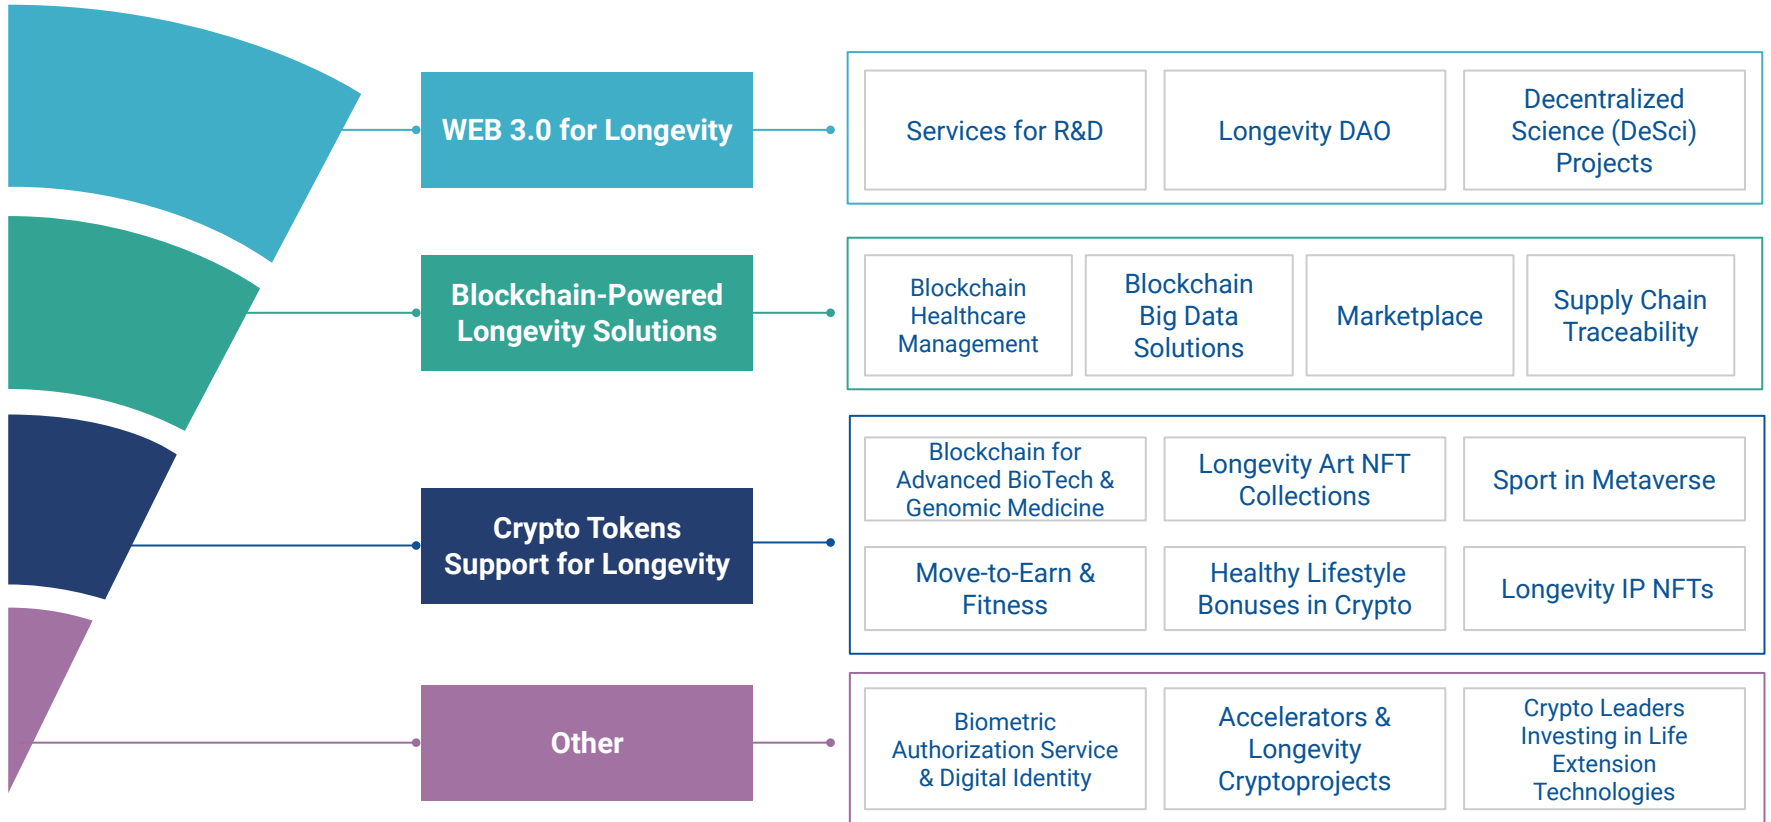 WEB 3.0 for Longevity
Services for R&D
Longevity DAO
Decentralized
Science (DeSci)
Projects
Blockchain-Powered
Longevity Solutions
Blockchain
Healthcare
Management
Blockchain
Big Data
Solutions
Marketplace
Supply Chain
Traceability
Crypto Tokens
Support for Longevity
Blockchain for
Advanced BioTech &
Genomic Medicine
Longevity Art NFT
Collections
Sport in Metaverse
Move-to-Earn &
Fitness
Healthy Lifestyle
Bonuses in Crypto
Longevity IP NFTs
Other
Biometric
Authorization Service
& Digital Identity
Accelerators &
Longevity
Cryptoprojects
Crypto Leaders
Investing in Life
Extension
Technologies